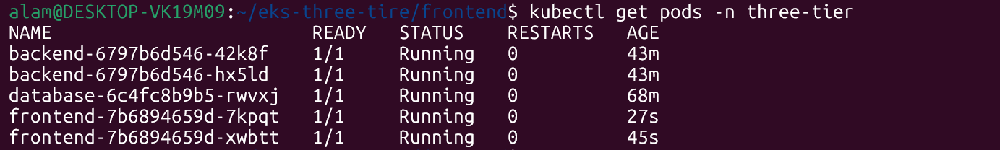 alam@DESKTOP-VK19M09:~/eks-three-tire/frontend$ kubectl get pods -n three-tier
NAME READY STATUS RESTARTS AGE
backend-6797b6d546-42k8f 1/1 Running 0 43m
backend-6797b6d546-hx5ld 1/1 Running 0 43m
database-6c4fc8b9b5-rwvxj 1/1 Running 0 68m
frontend-7b6894659d-7kpqt 1/1 Running 0 27s
frontend-7b6894659d-xwbtt 1/1 Running 0 45s